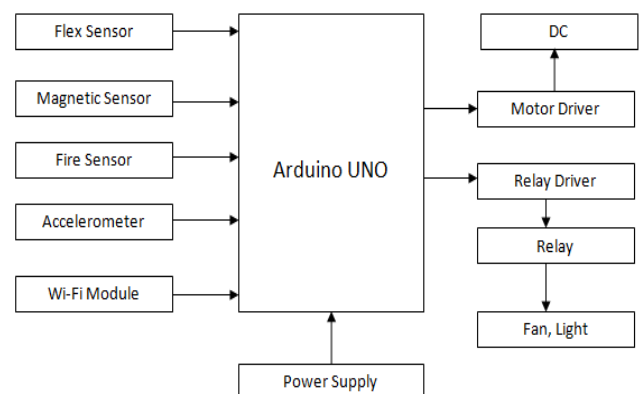 Flex Sensor
Magnetic Sensor
Fire Sensor
Accelerometer
Wi-Fi Module
Arduino UNO
Power Supply
DC
Motor Driver
Relay Driver
Relay
Fan, Light